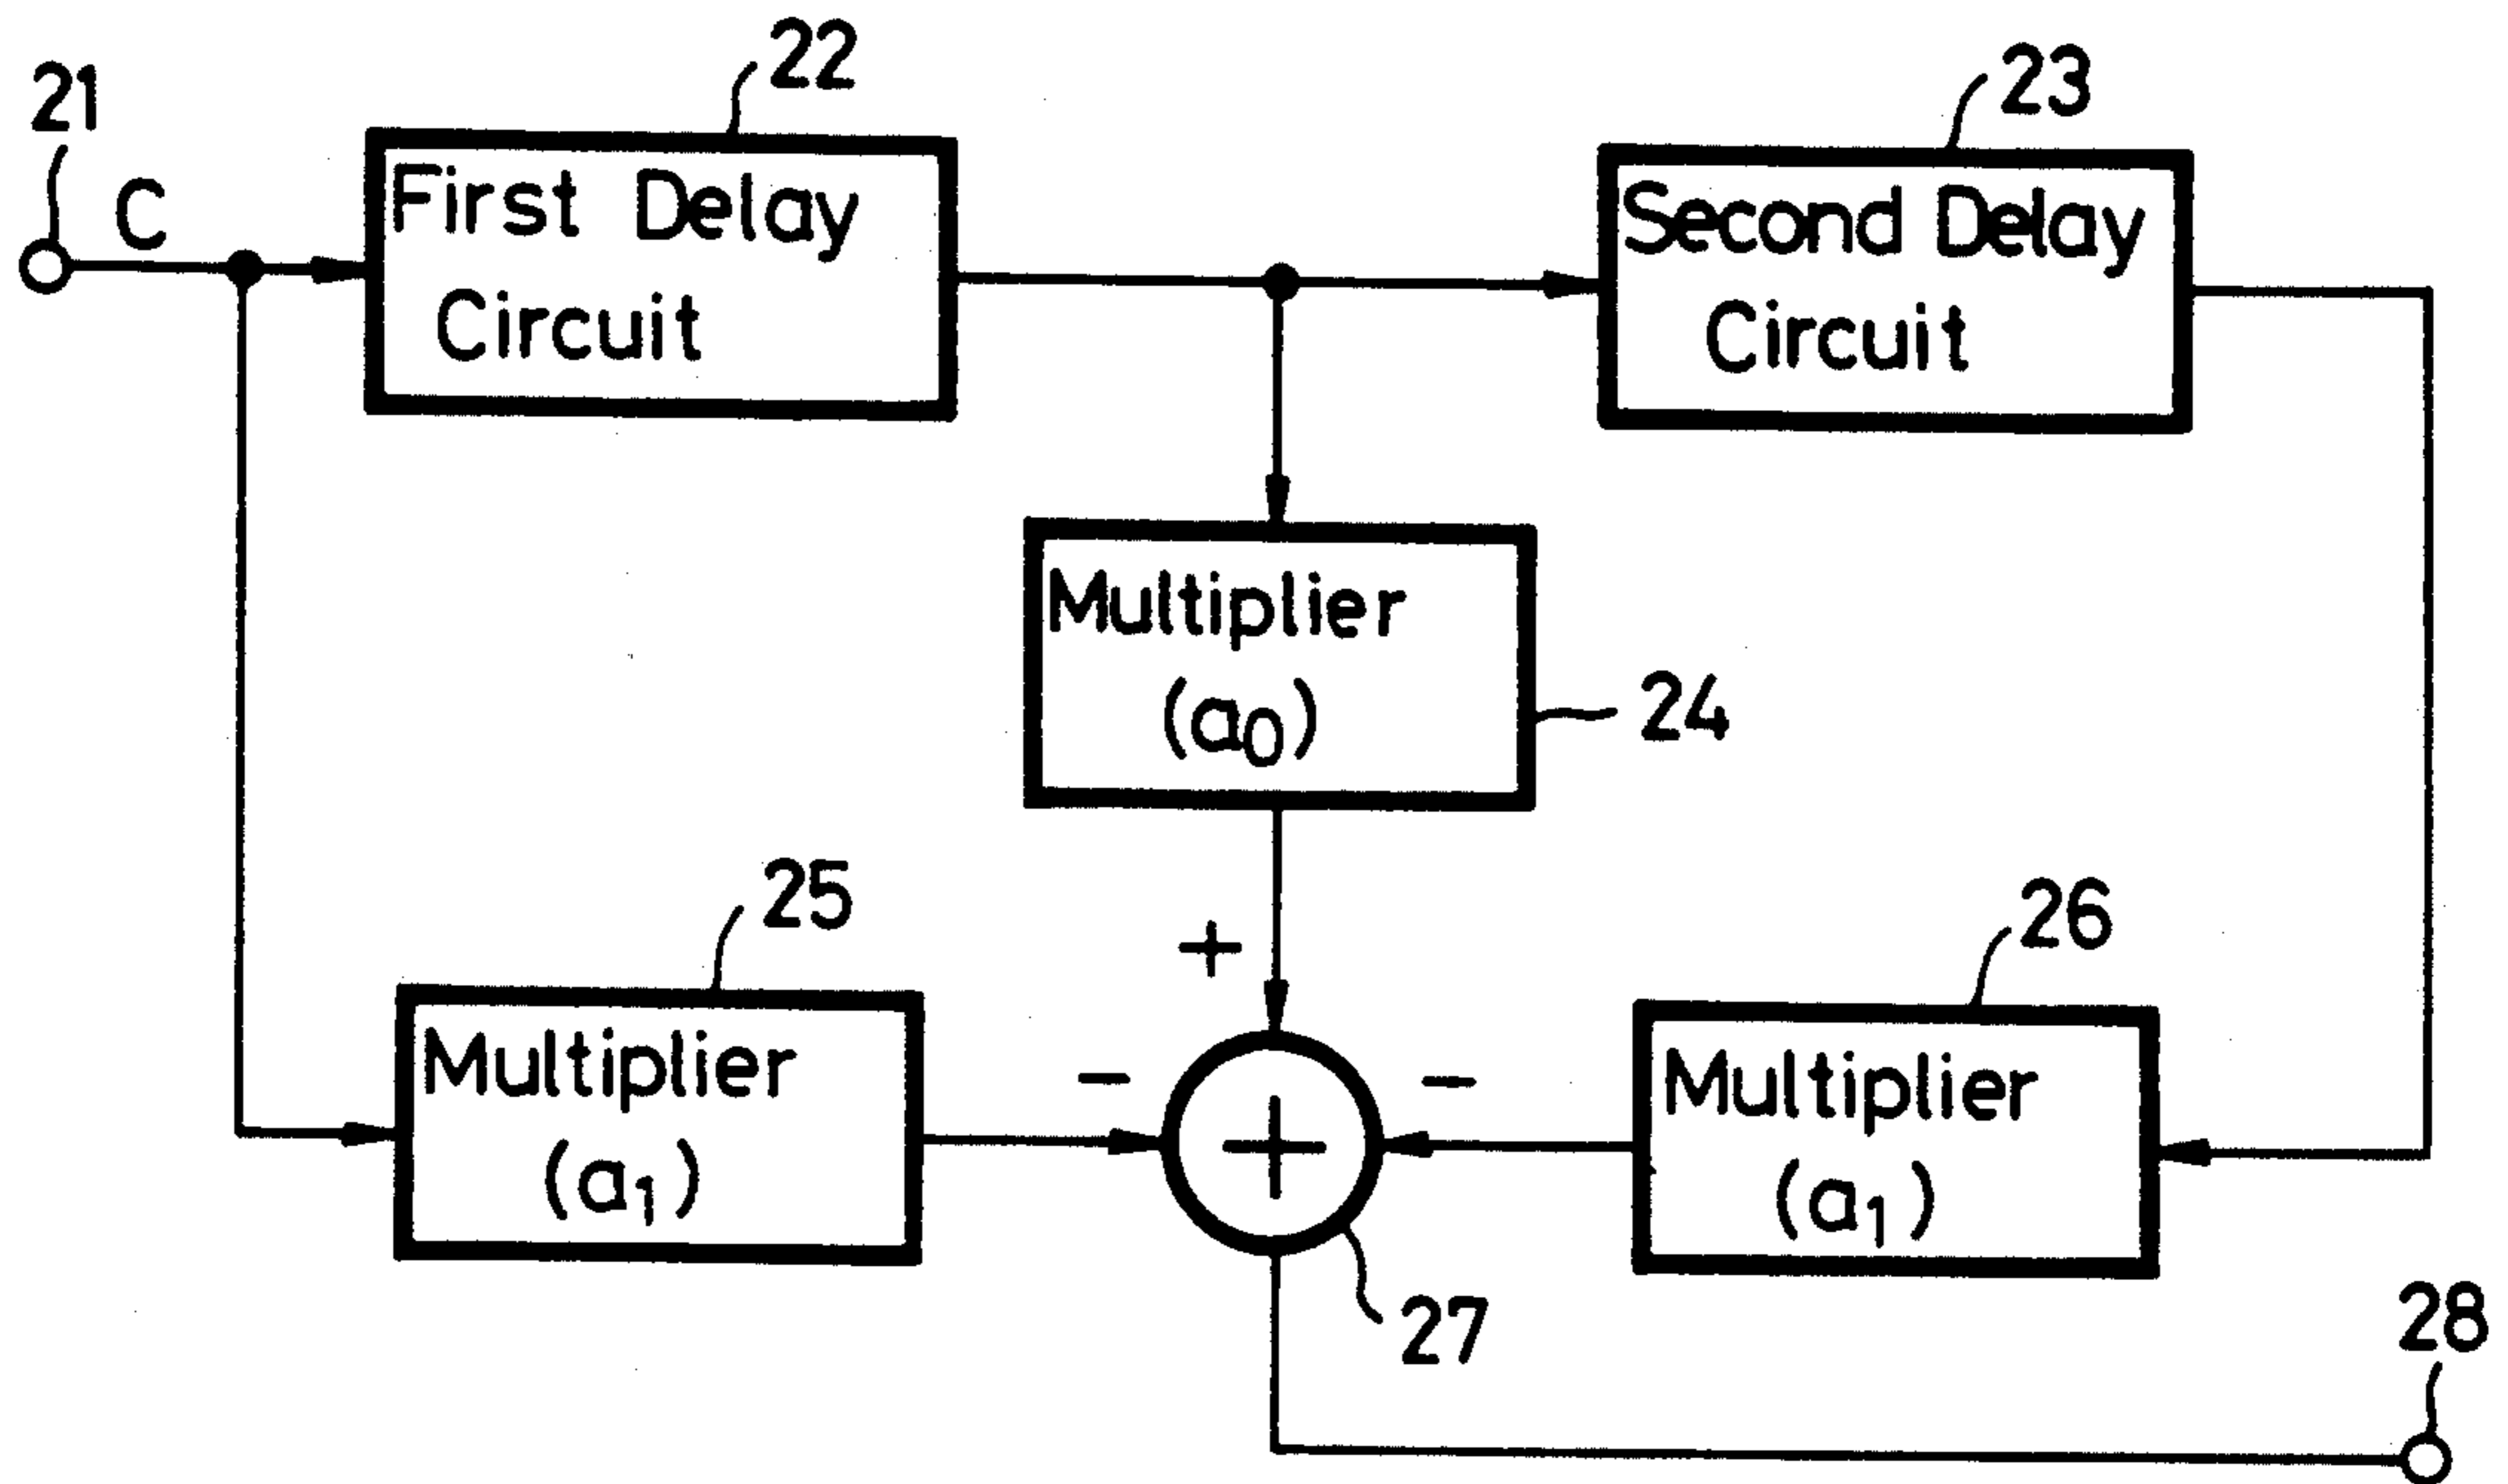 21
C
22
First Delay
Circuit
23
Second Delay
Circuit
Multiplier
(a₀)
24
25
Multiplier
(a₁)
+
−
−
+
27
26
Multiplier
(a₁)
28